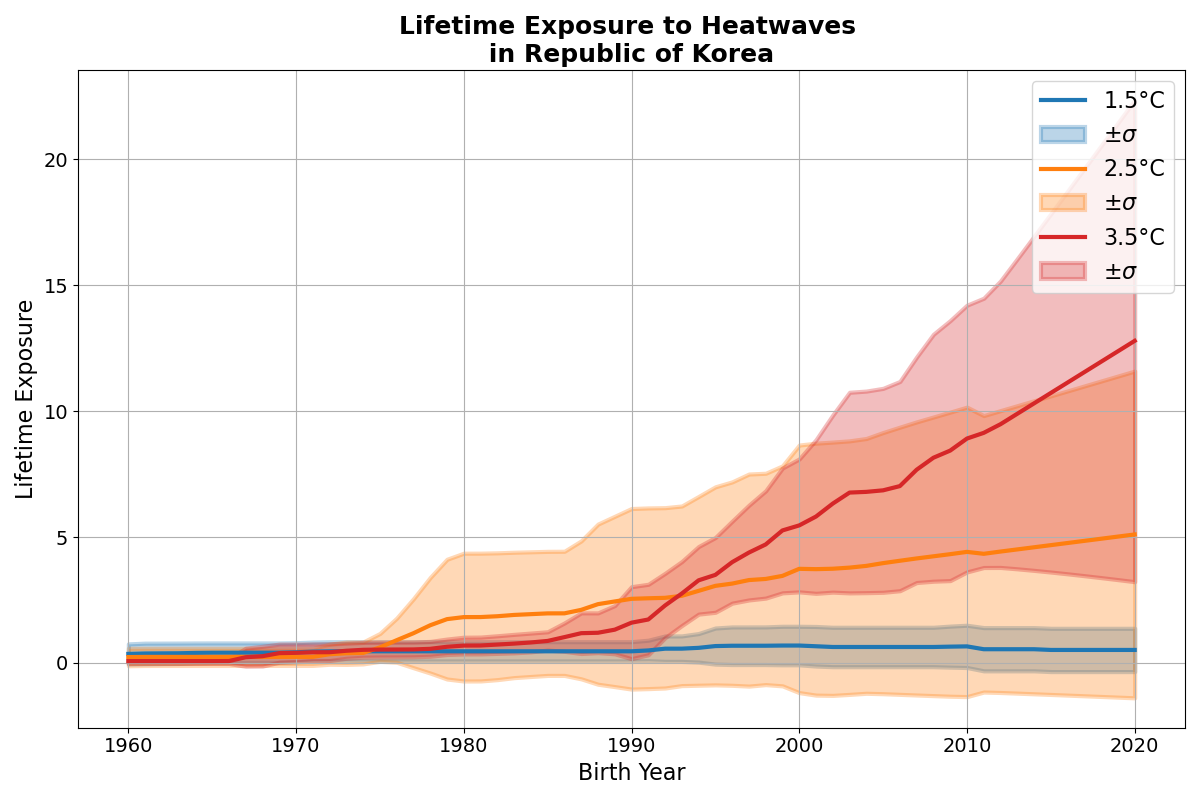 Lifetime Exposure to Heatwaves
in Republic of Korea
1.5°C
±σ
2.5°C
±σ
3.5°C
±σ
Lifetime Exposure
20
15
10
5
0
1960
1970
1980
1990
2000
2010
2020
Birth Year